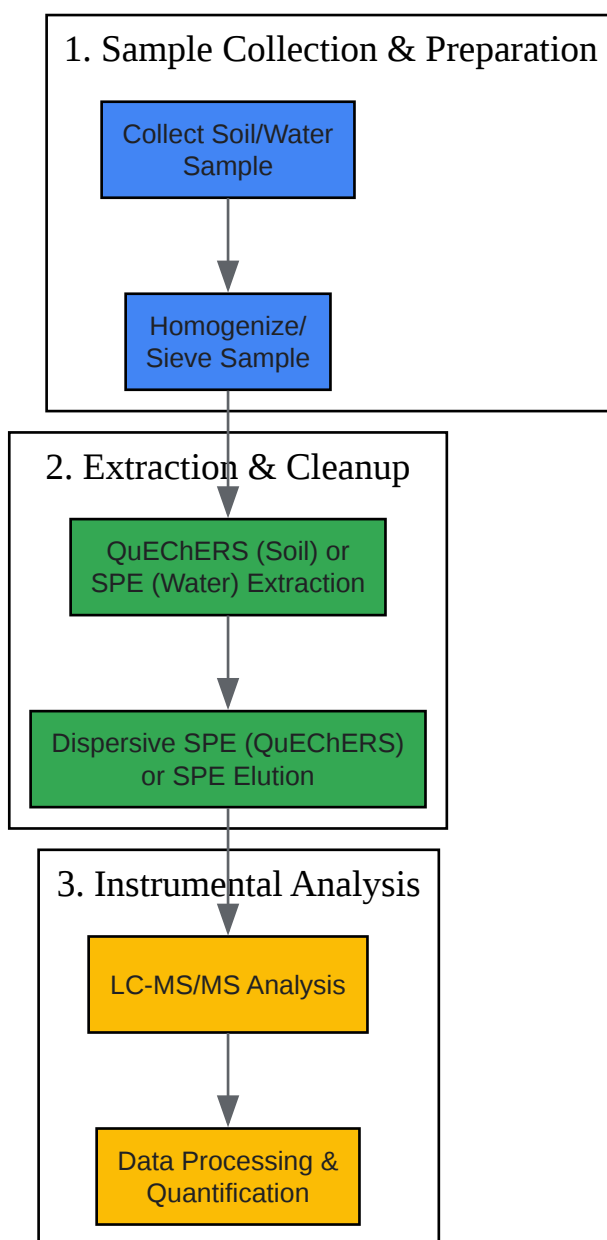 1. Sample Collection & Preparation
Collect Soil/Water
Sample
Homogenize/
Sieve Sample
2. Extraction & Cleanup
QuEChERS (Soil) or
SPE (Water) Extraction
Dispersive SPE (QuEChERS)
or SPE Elution
3. Instrumental Analysis
LC-MS/MS Analysis
Data Processing &
Quantification